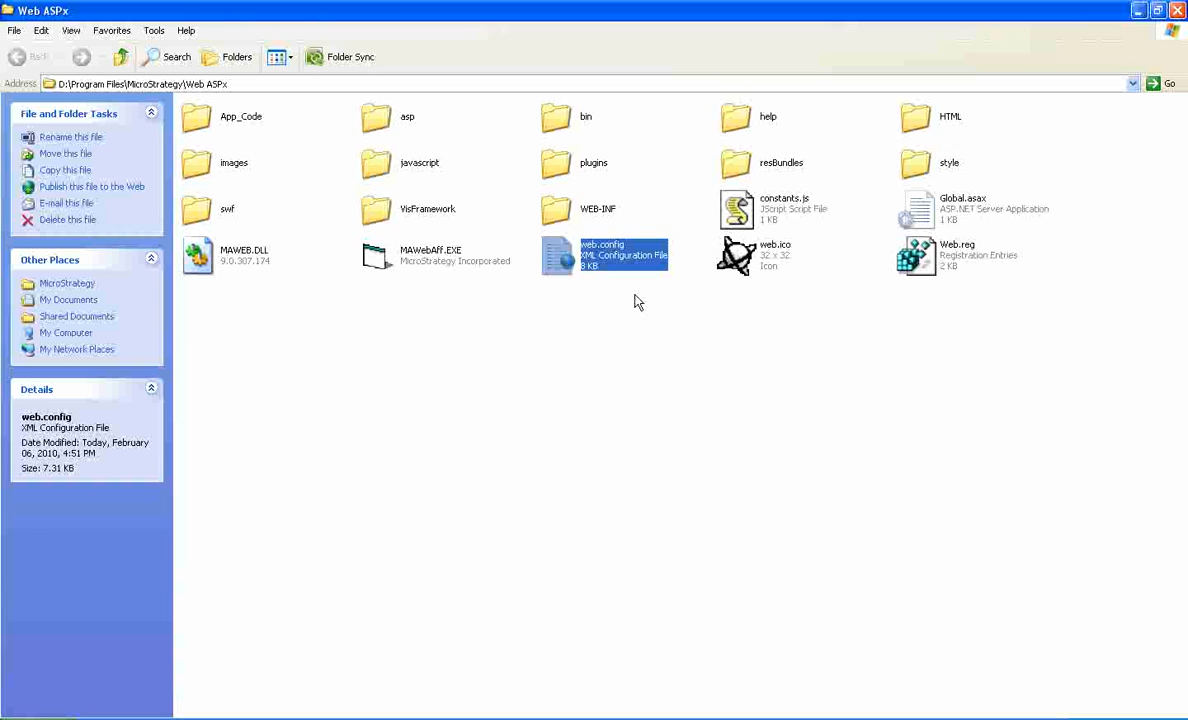 Web ASPx
File Edit View Favorites Tools Help
Back Search Folders Folder Sync
Address D:\Program Files\MicroStrategy\Web ASPx Go
File and Folder Tasks
Rename this file
Move this file
Copy this file
Publish this file to the Web
E-mail this file
Delete this file
Other Places
MicroStrategy
My Documents
Shared Documents
My Computer
My Network Places
Details
web.config
XML Configuration File
Date Modified: Today, February
06, 2010, 4:51 PM
Size: 7.31 KB
App_Code
asp
bin
help
HTML
images
javascript
plugins
resBundles
style
swf
VisFramework
WEB-INF
constants.js
JScript Script File
1 KB
Global.asax
ASP.NET Server Application
1 KB
MAWEB.DLL
9.0.307.174
MAWebAff.EXE
MicroStrategy Incorporated
web.config
XML Configuration File
8 KB
web.ico
32 x 32
Icon
Web.reg
Registration Entries
2 KB